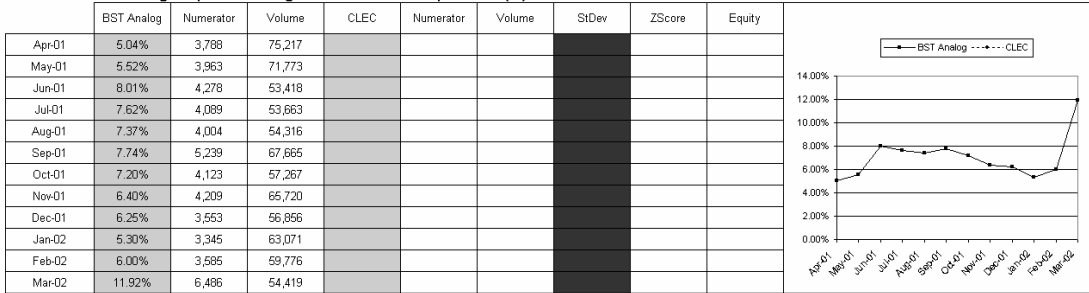 BST Analog Numerator Volume CLEC Numerator Volume StDev ZScore Equity
Apr-01 5.04% 3,788 75,217
May-01 5.52% 3,963 71,773
Jun-01 8.01% 4,278 53,418
Jul-01 7.62% 4,089 53,663
Aug-01 7.37% 4,004 54,316
Sep-01 7.74% 5,239 67,665
Oct-01 7.20% 4,123 57,267
Nov-01 6.40% 4,209 65,720
Dec-01 6.25% 3,553 56,856
Jan-02 5.30% 3,345 63,071
Feb-02 6.00% 3,585 59,776
Mar-02 11.92% 6,486 54,419
BST Analog CLEC
14.00%
12.00%
10.00%
8.00%
6.00%
4.00%
2.00%
0.00%
Apr-01 May-01 Jun-01 Jul-01 Aug-01 Sep-01 Oct-01 Nov-01 Dec-01 Jan-02 Feb-02 Mar-02